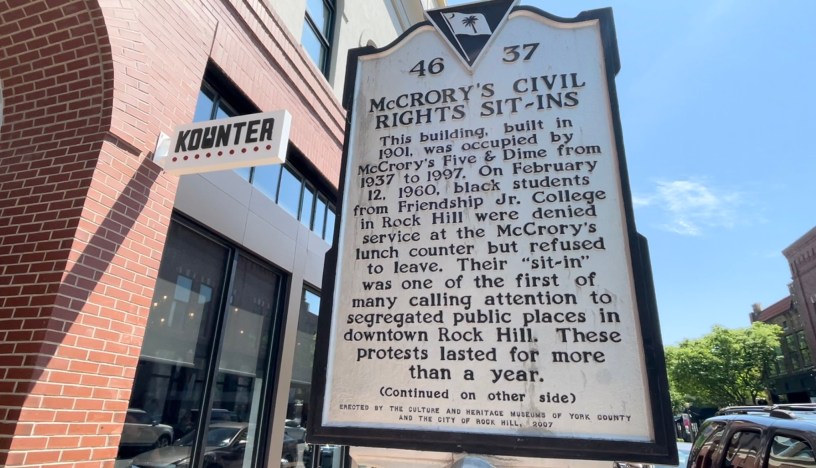 KOUNTER
46 37
McCRORY'S CIVIL
RIGHTS SIT-INS
This building, built in
1901, was occupied by
McCrory's Five & Dime from
1937 to 1997. On February
12, 1960, black students
from Friendship Jr. College
in Rock Hill were denied
service at the McCrory's
lunch counter but refused
to leave. Their "sit-in"
was one of the first of
many calling attention to
segregated public places in
downtown Rock Hill. These
protests lasted for more
than a year.
(Continued on other side)
ERECTED BY THE CULTURE AND HERITAGE MUSEUMS OF YORK COUNTY
AND THE CITY OF ROCK HILL, 2007